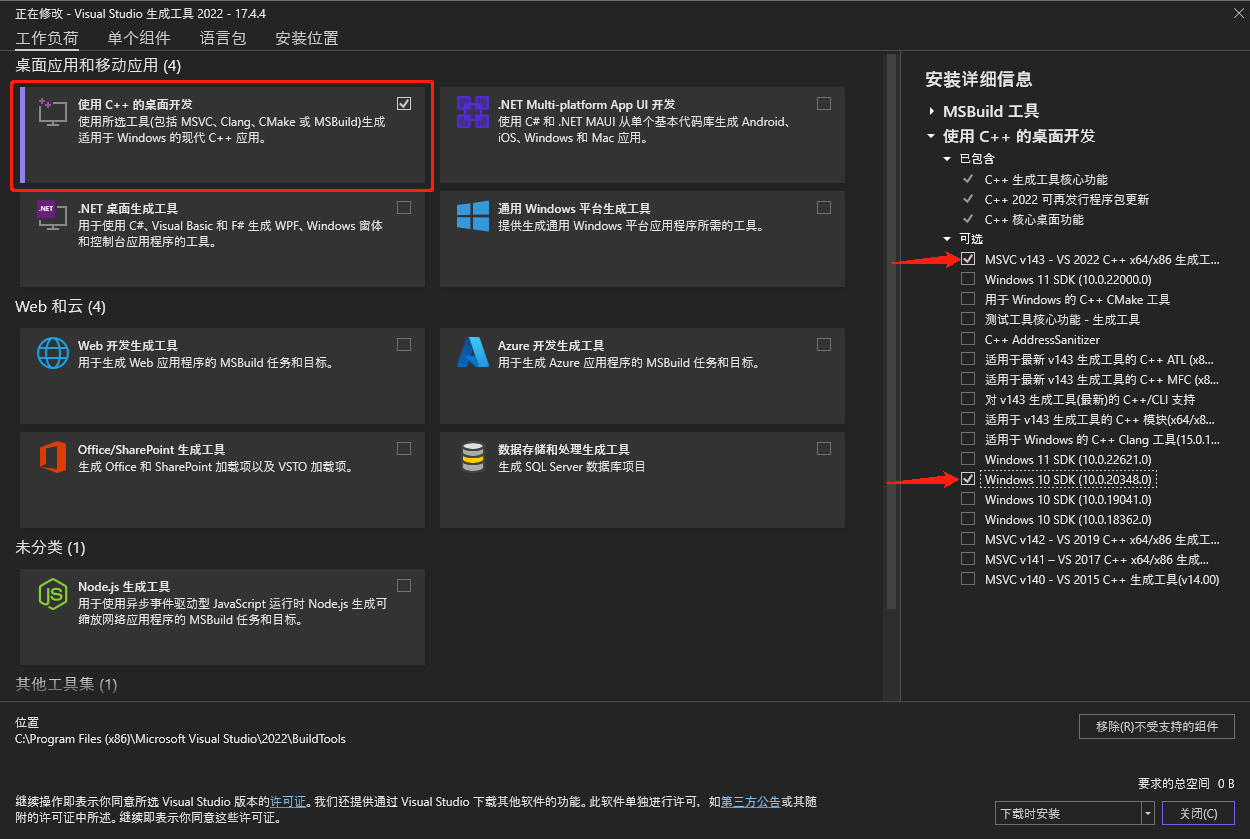 正在修改 - Visual Studio 生成工具 2022 - 17.4.4
工作负荷 单个组件 语言包 安装位置
桌面应用和移动应用 (4)
使用 C++ 的桌面开发
使用所选工具(包括 MSVC、Clang、CMake 或 MSBuild)生成
适用于 Windows 的现代 C++ 应用。
.NET Multi-platform App UI 开发
使用 C# 和 .NET MAUI 从单个基本代码库生成 Android、
iOS、Windows 和 Mac 应用。
.NET
.NET 桌面生成工具
用于使用 C#、Visual Basic 和 F# 生成 WPF、Windows 窗体
和控制台应用程序的工具。
通用 Windows 平台生成工具
提供生成通用 Windows 平台应用程序所需的工具。
Web 和云 (4)
Web 开发生成工具
用于生成 Web 应用程序的 MSBuild 任务和目标。
Azure 开发生成工具
用于生成 Azure 应用程序的 MSBuild 任务和目标。
Office/SharePoint 生成工具
生成 Office 和 SharePoint 加载项以及 VSTO 加载项。
数据存储和处理生成工具
生成 SQL Server 数据库项目
未分类 (1)
JS
Node.js 生成工具
用于使用异步事件驱动型 JavaScript 运行时 Node.js 生成可
缩放网络应用程序的 MSBuild 任务和目标。
其他工具集 (1)
安装详细信息
MSBuild 工具
使用 C++ 的桌面开发
已包含
C++ 生成工具核心功能
C++ 2022 可再发行程序包更新
C++ 核心桌面功能
可选
MSVC v143 - VS 2022 C++ x64/x86 生成工...
Windows 11 SDK (10.0.22000.0)
用于 Windows 的 C++ CMake 工具
测试工具核心功能 - 生成工具
C++ AddressSanitizer
适用于最新 v143 生成工具的 C++ ATL (x8...
适用于最新 v143 生成工具的 C++ MFC (x8...
对 v143 生成工具(最新)的 C++/CLI 支持
适用于 v143 生成工具的 C++ 模块(x64/x8...
适用于 Windows 的 C++ Clang 工具(15.0.1...
Windows 11 SDK (10.0.22621.0)
Windows 10 SDK (10.0.20348.0)
Windows 10 SDK (10.0.19041.0)
Windows 10 SDK (10.0.18362.0)
MSVC v142 - VS 2019 C++ x64/x86 生成工...
MSVC v141 – VS 2017 C++ x64/x86 生成...
MSVC v140 - VS 2015 C++ 生成工具(v14.00)
位置
C:\Program Files (x86)\Microsoft Visual Studio\2022\BuildTools
移除(R)不受支持的组件
要求的总空间 0 B
继续操作即表示你同意所选 Visual Studio 版本的许可证。我们还提供通过 Visual Studio 下载其他软件的功能。此软件单独进行许可，如第三方公告或其随
附的许可证中所述。继续即表示你同意这些许可证。
下载时安装
关闭(C)